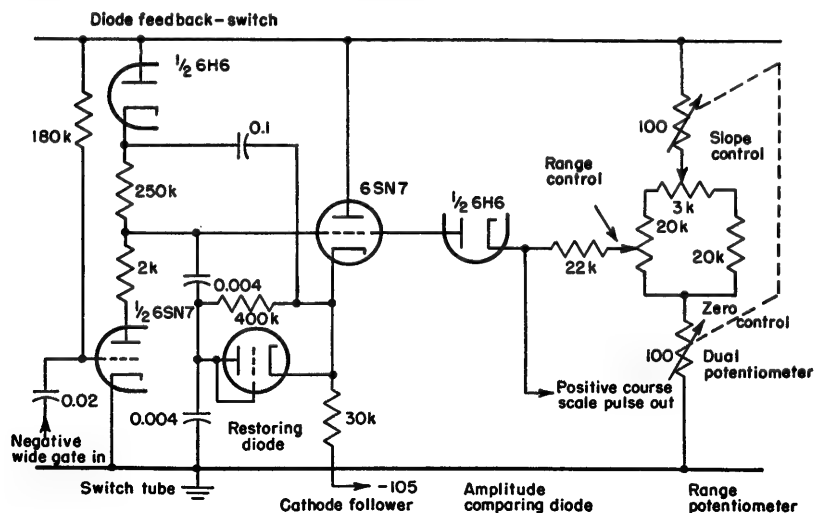 Diode feedback-switch
½ 6H6
180k
0.1
100
Slope
control
6SN7
½ 6H6
Range
control
250k
3k
20k
20k
2k
0.004
22k
½ 6SN7
400k
Zero
control
100
Dual
potentiometer
0.02
30k
Positive course
scale pulse out
0.004
Restoring
diode
Negative
wide gate in
-105
Switch tube
Cathode follower
Amplitude
comparing diode
Range
potentiometer